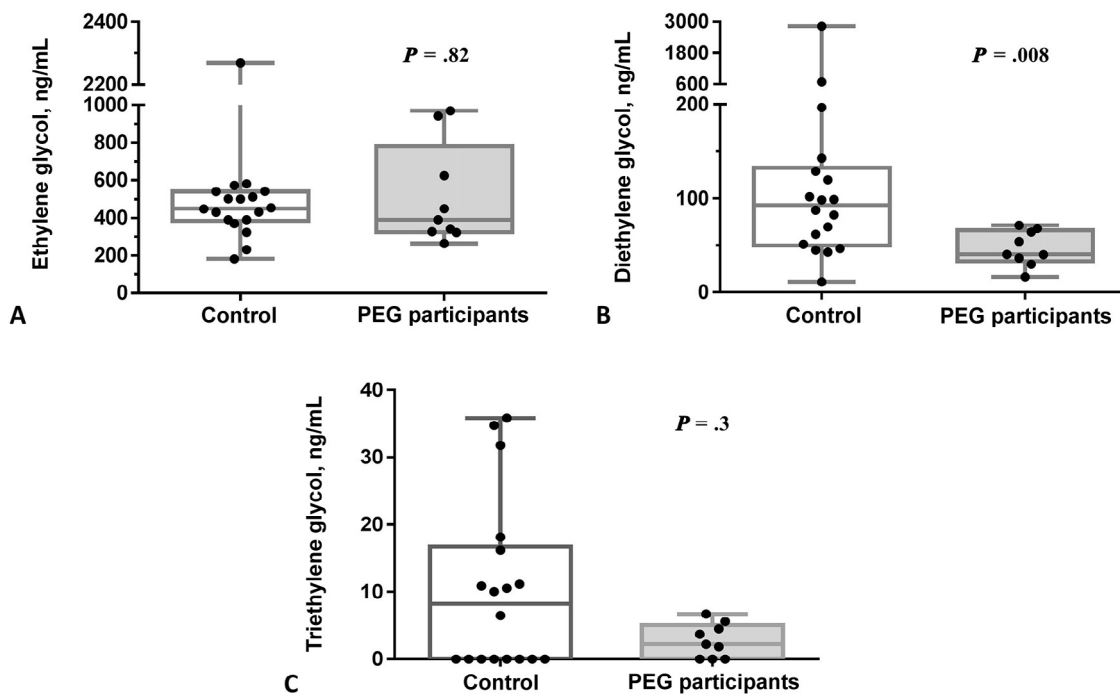 2400
2200
1000
800
600
400
200
0
Ethylene glycol, ng/mL
P = .82
Control
PEG participants
A
3000
1800
600
200
100
0
Diethylene glycol, ng/mL
P = .008
Control
PEG participants
B
40
30
20
10
0
Triethylene glycol, ng/mL
P = .3
Control
PEG participants
C